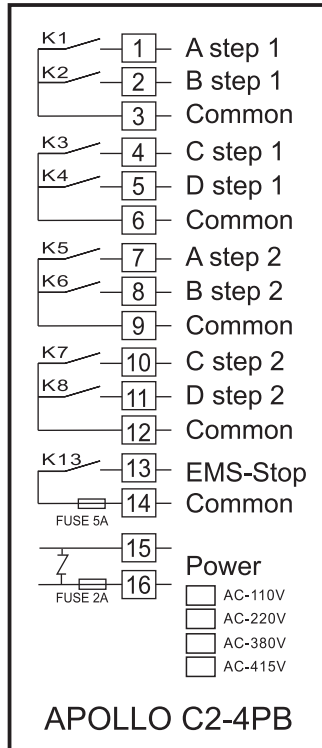 K1 1 A step 1
K2 2 B step 1
3 Common
K3 4 C step 1
K4 5 D step 1
6 Common
K5 7 A step 2
K6 8 B step 2
9 Common
K7 10 C step 2
K8 11 D step 2
12 Common
K13 13 EMS-Stop
14 Common
FUSE 5A
15
Power
16
FUSE 2A
AC-110V
AC-220V
AC-380V
AC-415V
APOLLO C2-4PB